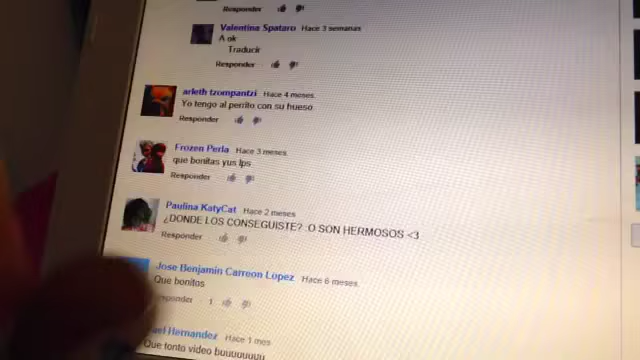 Responder
Valentina Spataro Hace 3 semanas
A ok
Traducir
Responder
arleth tzompantzi Hace 4 meses
Yo tengo al perrito con su hueso
Responder
Frozen Perla Hace 3 meses
que bonitas yus lps
Responder
Paulina KatyCat Hace 2 meses
¿DONDE LOS CONSEGUISTE? :O SON HERMOSOS <3
Responder
Jose Benjamin Carreon Lopez Hace 6 meses
Que bonitos
sponder 1
ael Hernandez Hace 1 mes
Que tonto video buuuuuuuu